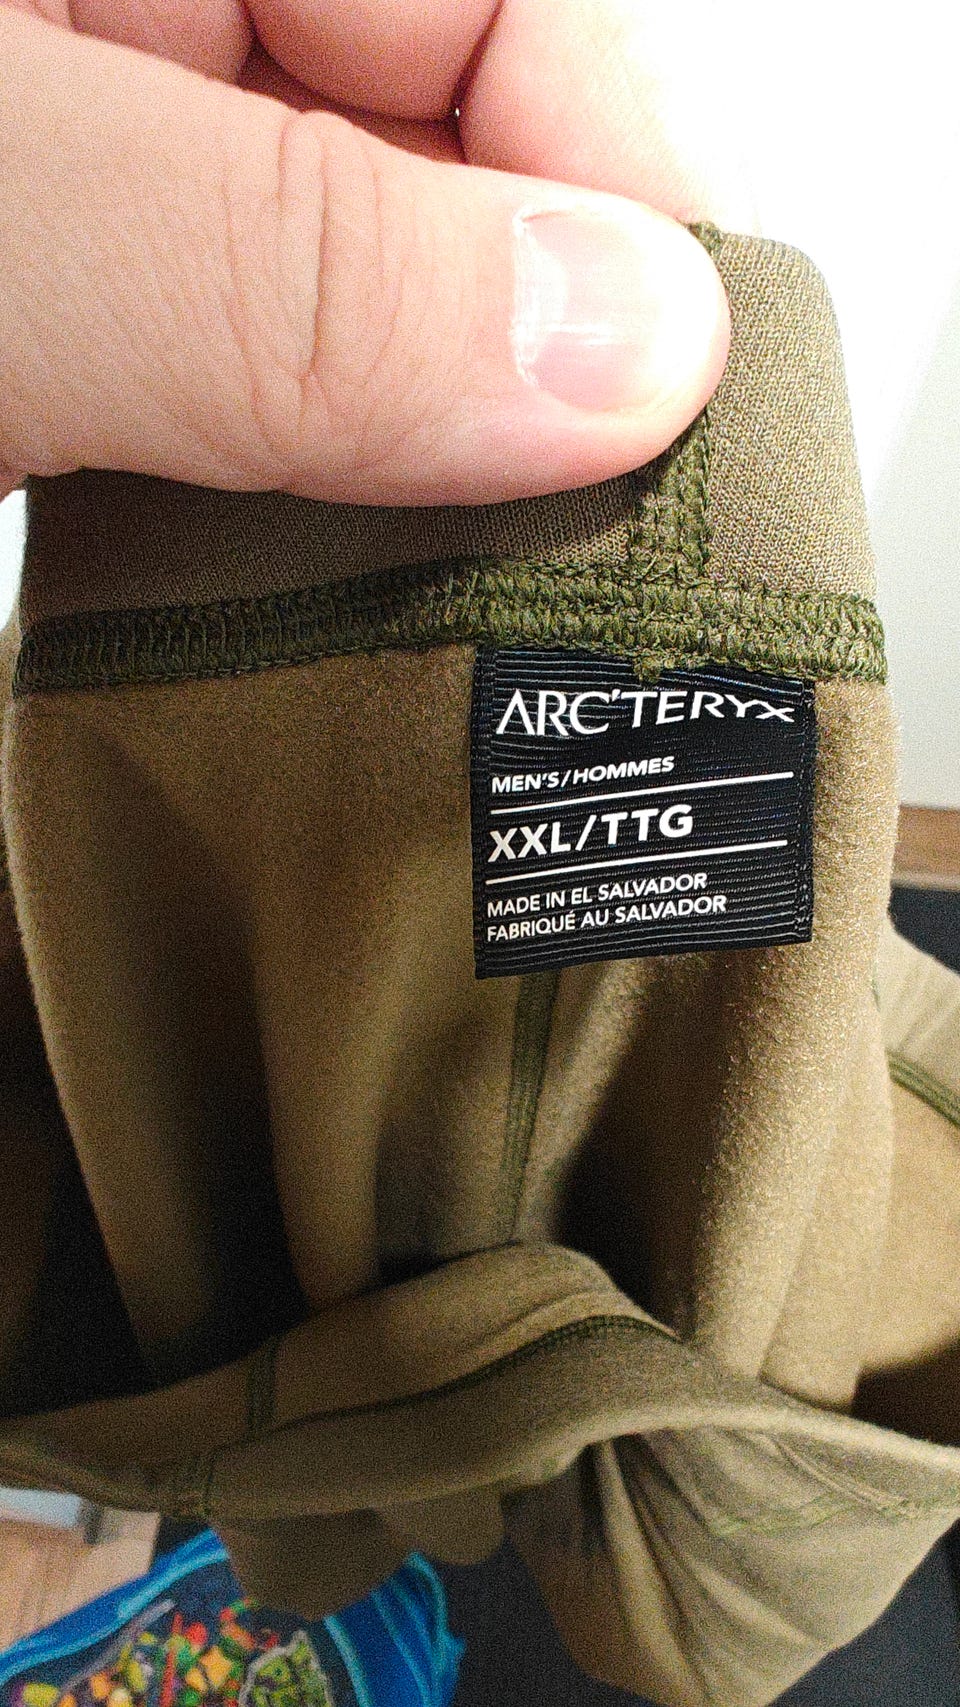 ARC'TERYX
MEN'S/HOMMES
XXL/TTG
MADE IN EL SALVADOR
FABRIQUÉ AU SALVADOR